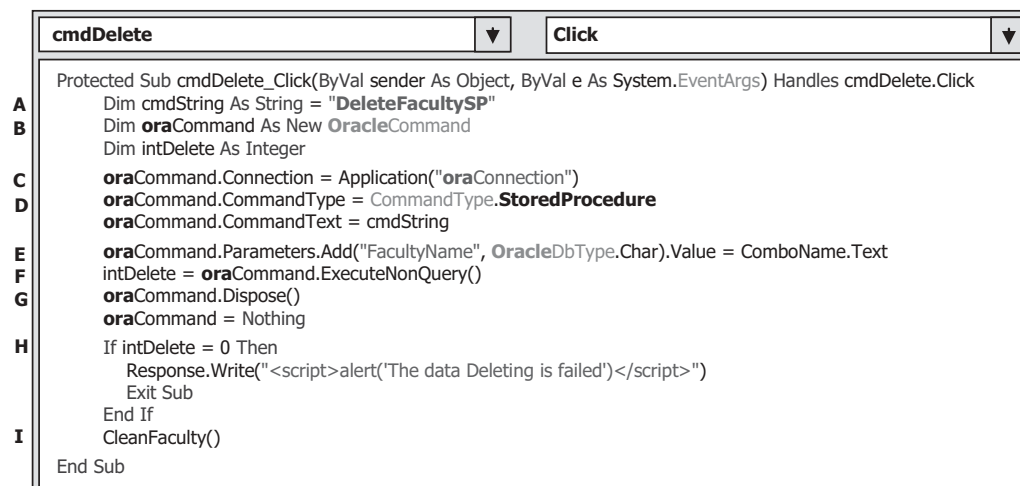 cmdDelete Click
Protected Sub cmdDelete_Click(ByVal sender As Object, ByVal e As System.EventArgs) Handles cmdDelete.Click
A Dim cmdString As String = "DeleteFacultySP"
B Dim oraCommand As New OracleCommand
Dim intDelete As Integer
C oraCommand.Connection = Application("oraConnection")
D oraCommand.CommandType = CommandType.StoredProcedure
oraCommand.CommandText = cmdString
E oraCommand.Parameters.Add("FacultyName", OracleDbType.Char).Value = ComboName.Text
F intDelete = oraCommand.ExecuteNonQuery()
G oraCommand.Dispose()
oraCommand = Nothing
H If intDelete = 0 Then
Response.Write("<script>alert('The data Deleting is failed')</script>")
Exit Sub
End If
I CleanFaculty()
End Sub